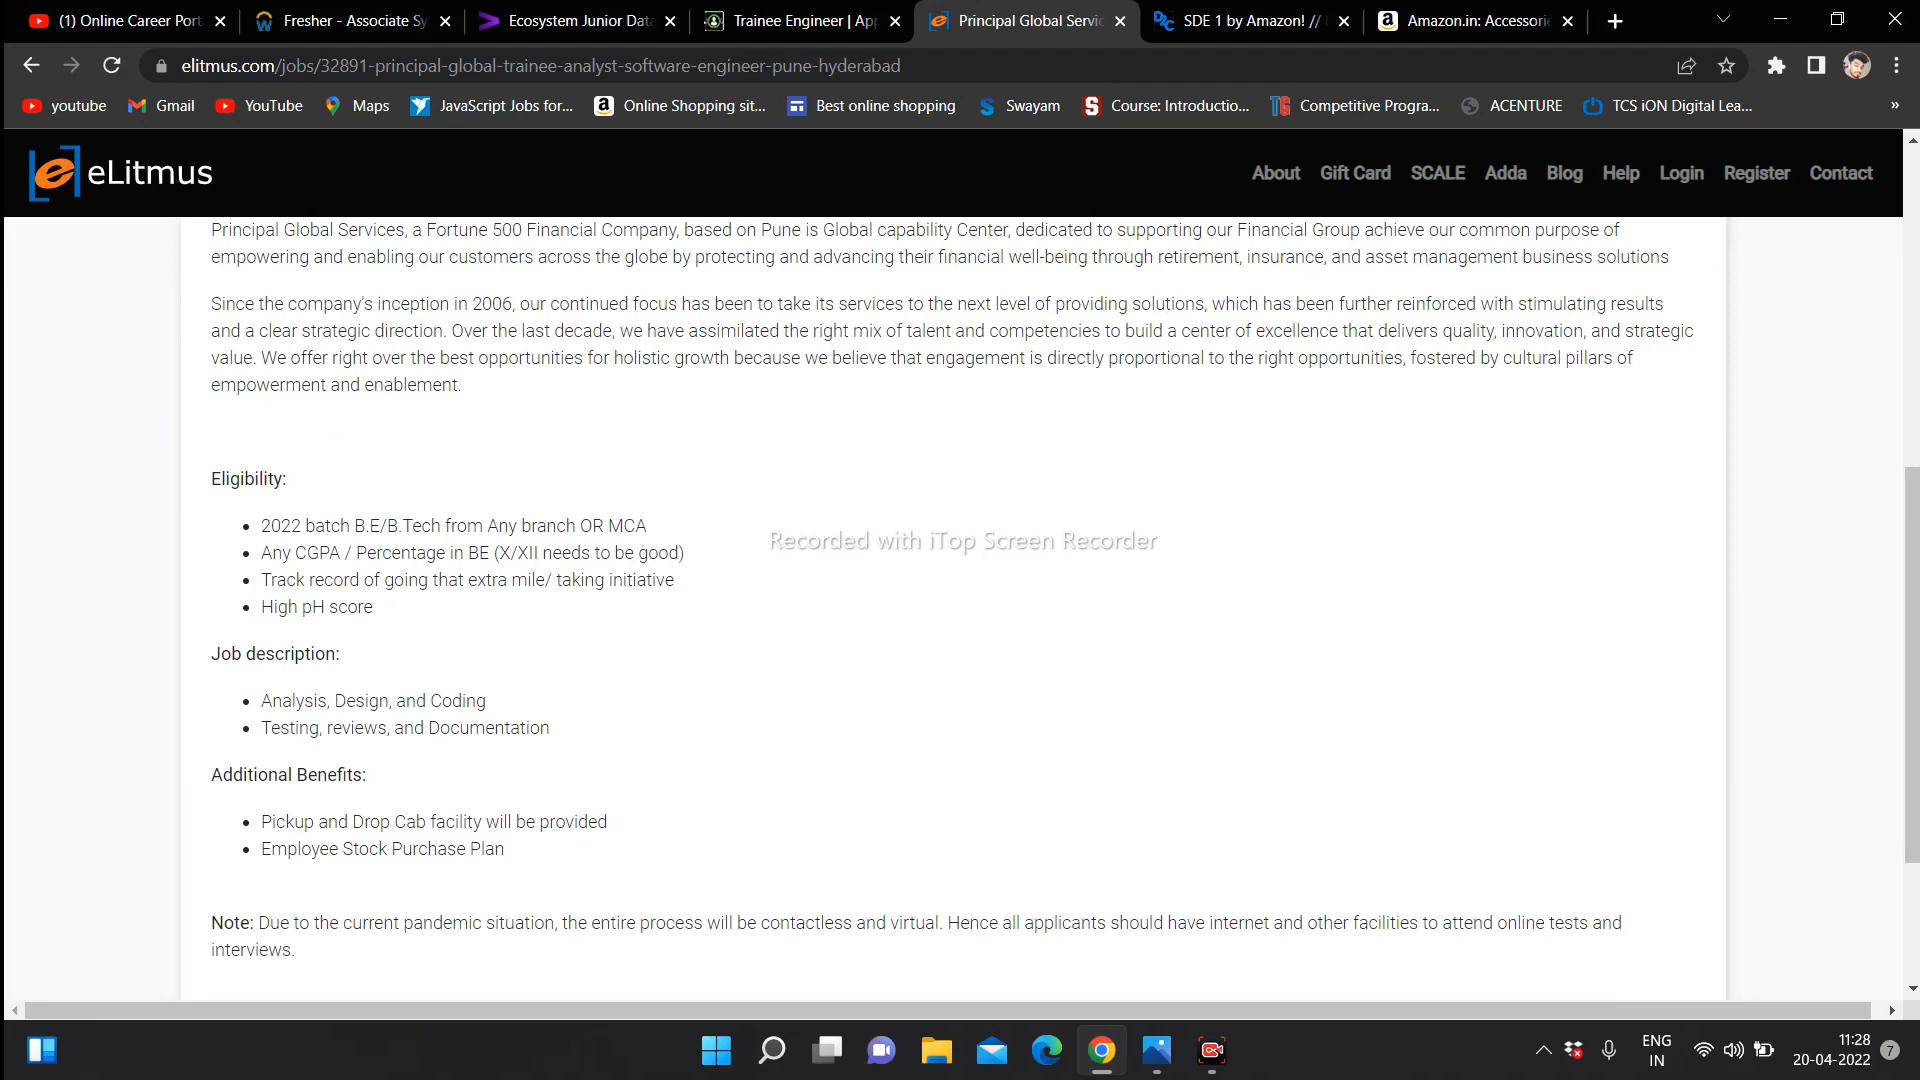 (1) Online Career Port
Fresher - Associate Sy
Ecosystem Junior Data
Trainee Engineer | App
Principal Global Servic
SDE 1 by Amazon! //
Amazon.in: Accessorie
elitmus.com/jobs/32891-principal-global-trainee-analyst-software-engineer-pune-hyderabad
youtube
Gmail
YouTube
Maps
JavaScript Jobs for...
Online Shopping sit...
Best online shopping
Swayam
Course: Introductio...
Competitive Progra...
ACENTURE
TCS iON Digital Lea...
»
eLitmus
About
Gift Card
SCALE
Adda
Blog
Help
Login
Register
Contact
Principal Global Services, a Fortune 500 Financial Company, based on Pune is Global capability Center, dedicated to supporting our Financial Group achieve our common purpose of
empowering and enabling our customers across the globe by protecting and advancing their financial well-being through retirement, insurance, and asset management business solutions
Since the company's inception in 2006, our continued focus has been to take its services to the next level of providing solutions, which has been further reinforced with stimulating results
and a clear strategic direction. Over the last decade, we have assimilated the right mix of talent and competencies to build a center of excellence that delivers quality, innovation, and strategic
value. We offer right over the best opportunities for holistic growth because we believe that engagement is directly proportional to the right opportunities, fostered by cultural pillars of
empowerment and enablement.
Eligibility:
• 2022 batch B.E/B.Tech from Any branch OR MCA
• Any CGPA / Percentage in BE (X/XII needs to be good)
• Track record of going that extra mile/ taking initiative
• High pH score
Recorded with iTop Screen Recorder
Job description:
• Analysis, Design, and Coding
• Testing, reviews, and Documentation
Additional Benefits:
• Pickup and Drop Cab facility will be provided
• Employee Stock Purchase Plan
Note: Due to the current pandemic situation, the entire process will be contactless and virtual. Hence all applicants should have internet and other facilities to attend online tests and
interviews.
ENG
IN
11:28
20-04-2022
7